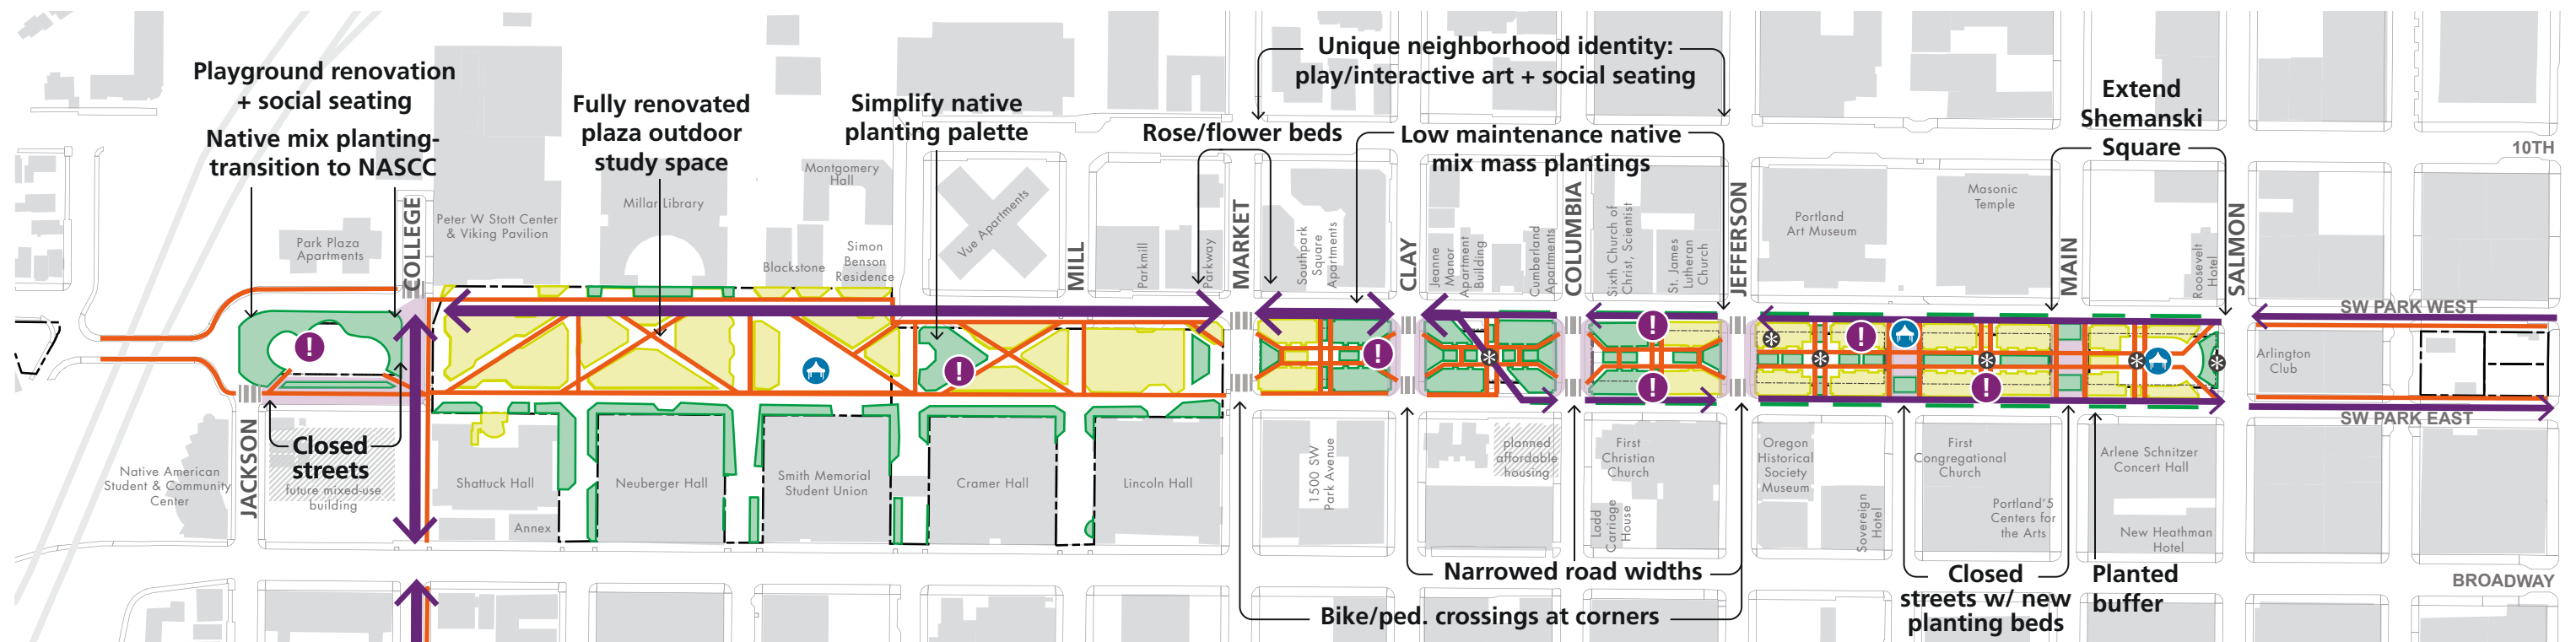 Playground renovation
+ social seating
Native mix planting-
transition to NASCC
Fully renovated
plaza outdoor
study space
Simplify native
planting palette
Rose/flower beds
Unique neighborhood identity:
play/interactive art + social seating
Low maintenance native
mix mass plantings
Extend
Shemanski
Square
10TH
COLLEGE
Park Plaza
Apartments
Peter W Stott Center
& Viking Pavilion
Millar Library
Montgomery
Hall
Blackstone
Simon
Benson
Residence
Vue Apartments
MILL
Parkmill
Parkway
MARKET
Southpark
Square
Apartments
CLAY
Jeanne
Manor
Apartment
Building
Cumberland
Apartments
COLUMBIA
Sixth Church of
Christ, Scientist
St. James
Lutheran
Church
JEFFERSON
Portland
Art Museum
Masonic
Temple
MAIN
Roosevelt
Hotel
SALMON
SW PARK WEST
!
!
!
!
!
!
!
Arlington
Club
SW PARK EAST
JACKSON
Closed
streets
future mixed-use
building
Native American
Student & Community
Center
Shattuck Hall
Annex
Neuberger Hall
Smith Memorial
Student Union
Cramer Hall
Lincoln Hall
1500 SW
Park Avenue
planned
affordable
housing
First
Christian
Church
Ladd
Carriage
House
Oregon
Historical
Society
Museum
Sovereign
Hotel
First
Congregational
Church
Portland'5
Centers for
the Arts
Arlene Schnitzer
Concert Hall
New Heathman
Hotel
Narrowed road widths
Bike/ped. crossings at corners
Closed
streets w/ new
planting beds
Planted
buffer
BROADWAY